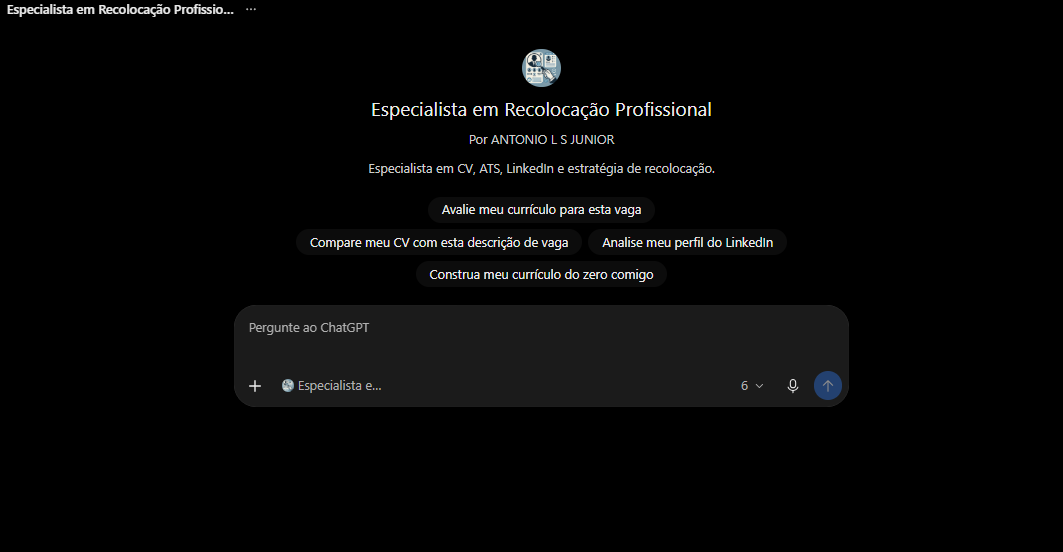 Especialista em Recolocação Profissio... ...
Especialista em Recolocação Profissional
Por ANTONIO L S JUNIOR
Especialista em CV, ATS, LinkedIn e estratégia de recolocação.
Avalie meu currículo para esta vaga
Compare meu CV com esta descrição de vaga Analise meu perfil do LinkedIn
Construa meu currículo do zero comigo
Pergunte ao ChatGPT
Especialista e... 6